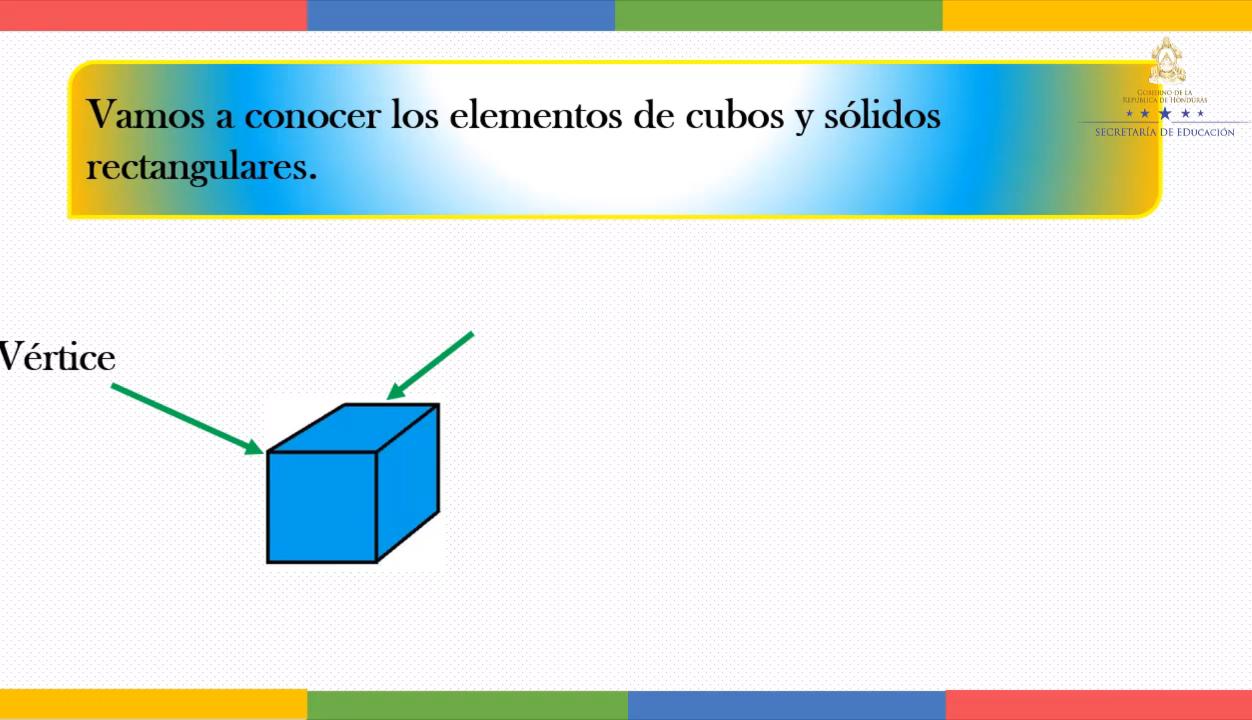 Vamos a conocer los elementos de cubos y sólidos
rectangulares.
GOBIERNO DE LA
REPÚBLICA DE HONDURAS
SECRETARÍA DE EDUCACIÓN
Vértice